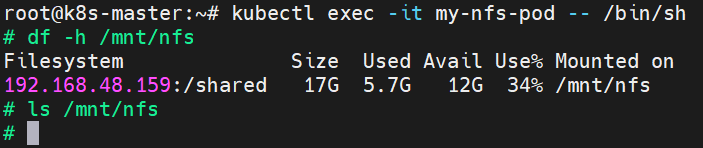 root@k8s-master:~# kubectl exec -it my-nfs-pod -- /bin/sh
# df -h /mnt/nfs
Filesystem Size Used Avail Use% Mounted on
192.168.48.159:/shared 17G 5.7G 12G 34% /mnt/nfs
# ls /mnt/nfs
#